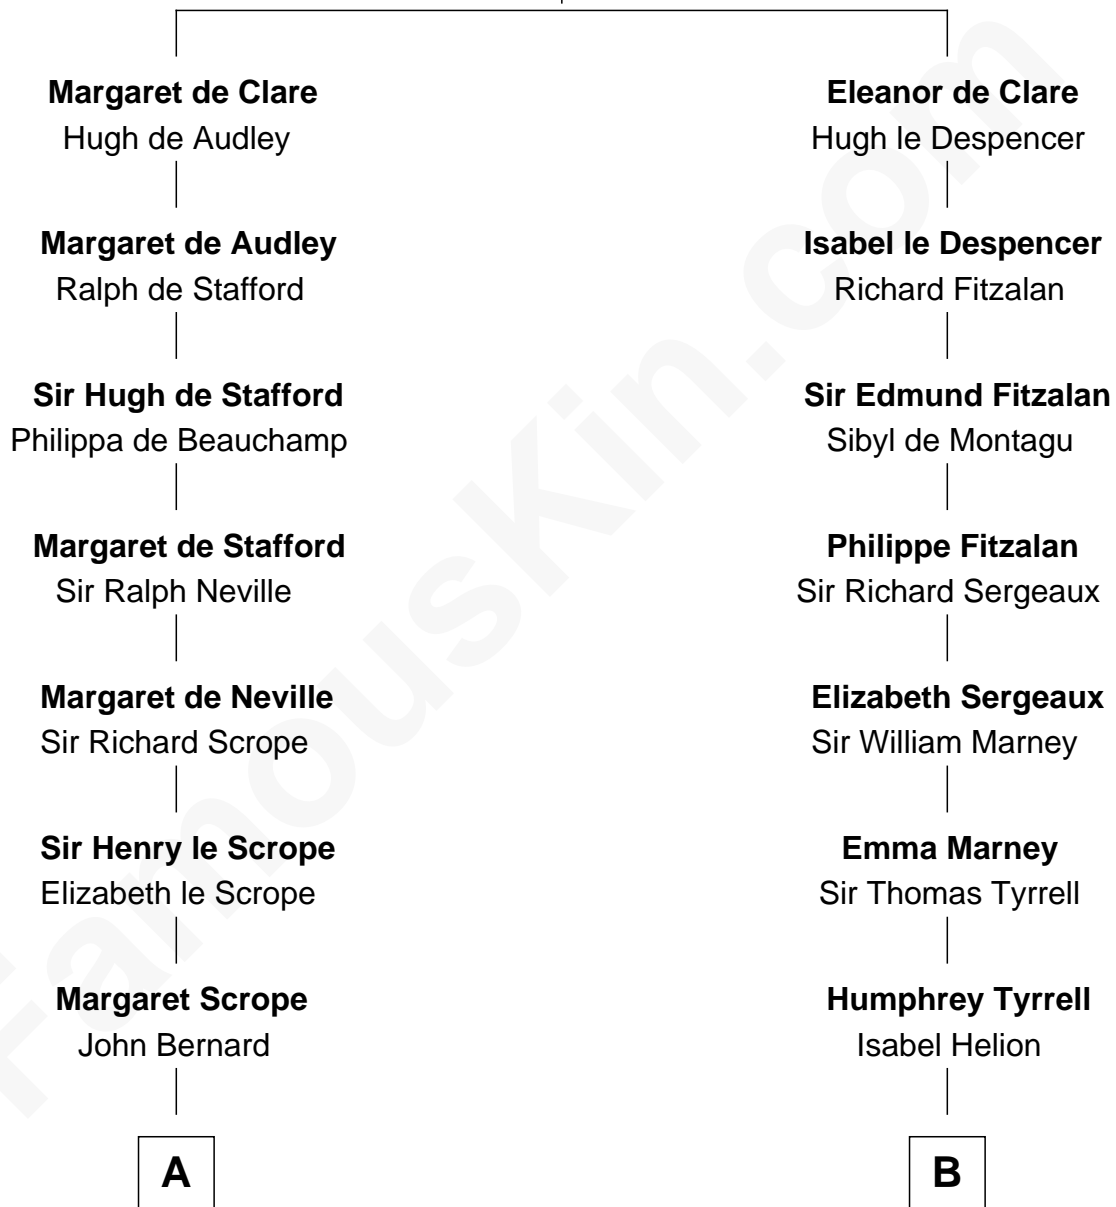 Margaret de Clare
Hugh de Audley
Margaret de Audley
Ralph de Stafford
Sir Hugh de Stafford
Philippa de Beauchamp
Margaret de Stafford
Sir Ralph Neville
Margaret de Neville
Sir Richard Scrope
Sir Henry le Scrope
Elizabeth le Scrope
Margaret Scrope
John Bernard
A
Eleanor de Clare
Hugh le Despencer
Isabel le Despencer
Richard Fitzalan
Sir Edmund Fitzalan
Sibyl de Montagu
Philippe Fitzalan
Sir Richard Sergeaux
Elizabeth Sergeaux
Sir William Marney
Emma Marney
Sir Thomas Tyrrell
Humphrey Tyrrell
Isabel Helion
B
FamousKin.com